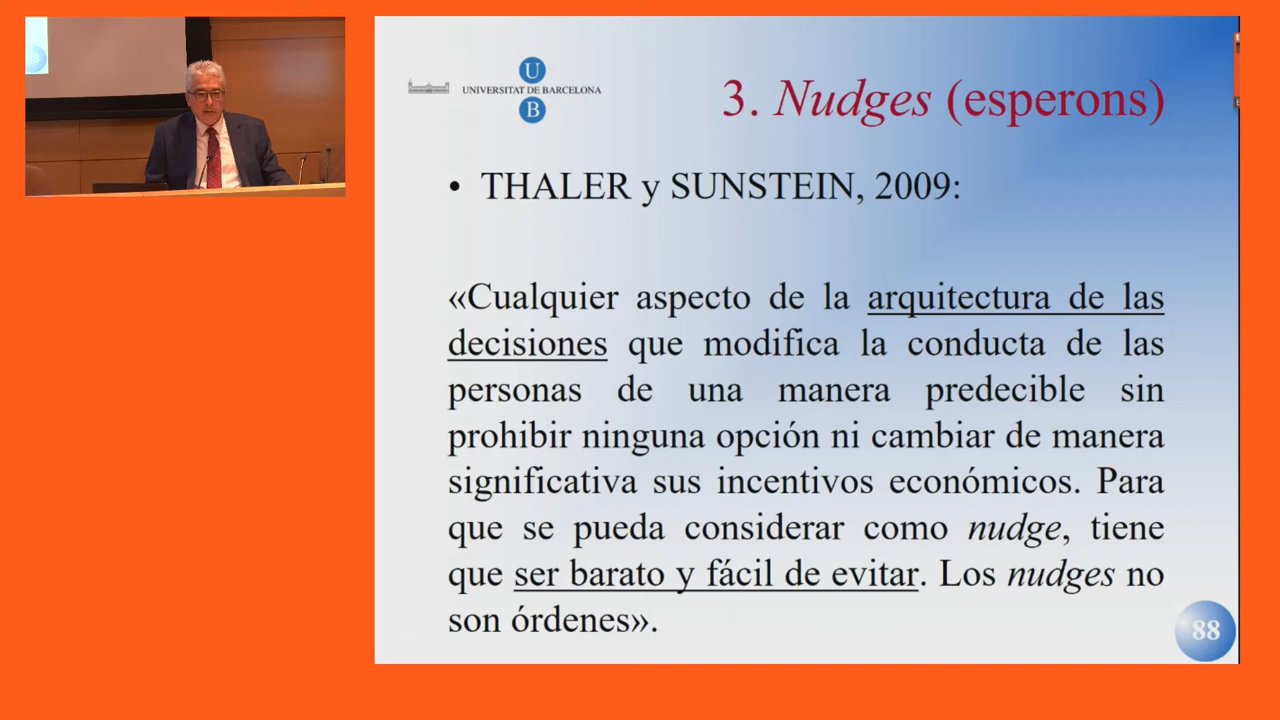 U
UNIVERSITAT DE BARCELONA
B
3. Nudges (esperons)
• THALER y SUNSTEIN, 2009:
«Cualquier aspecto de la arquitectura de las
decisiones que modifica la conducta de las
personas de una manera predecible sin
prohibir ninguna opción ni cambiar de manera
significativa sus incentivos económicos. Para
que se pueda considerar como nudge, tiene
que ser barato y fácil de evitar. Los nudges no
son órdenes».
88